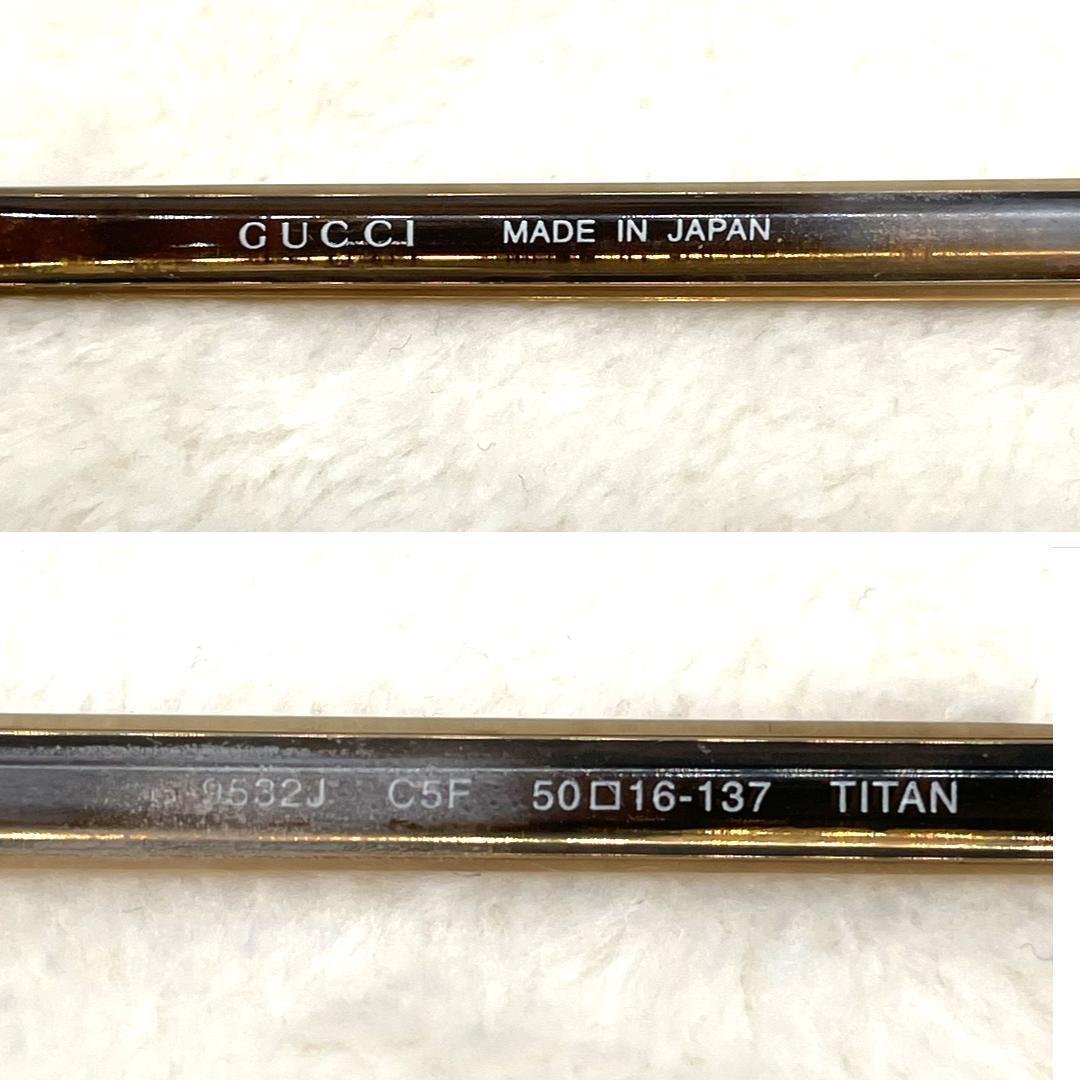 GUCCI MADE IN JAPAN
9532J C5F 50□16-137 TITAN